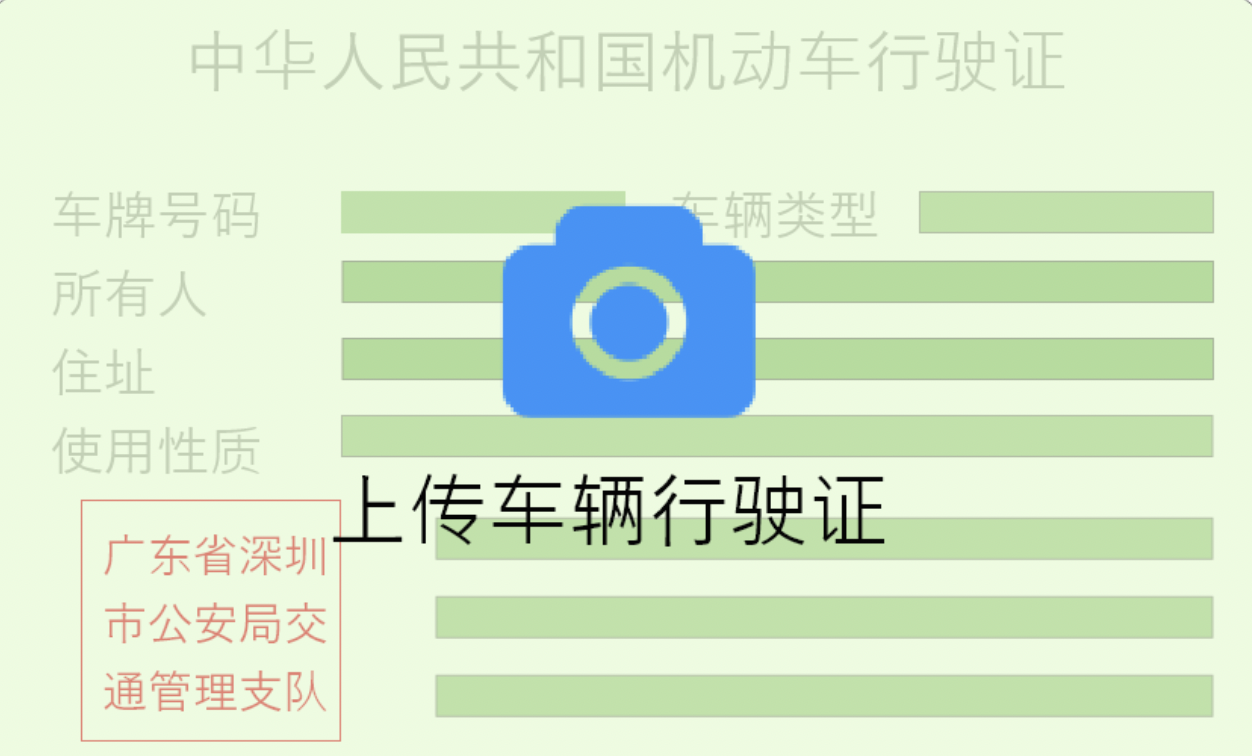 中华人民共和国机动车行驶证
车牌号码 车辆类型
所有人
住址
使用性质
上传车辆行驶证
广东省深圳
市公安局交
通管理支队